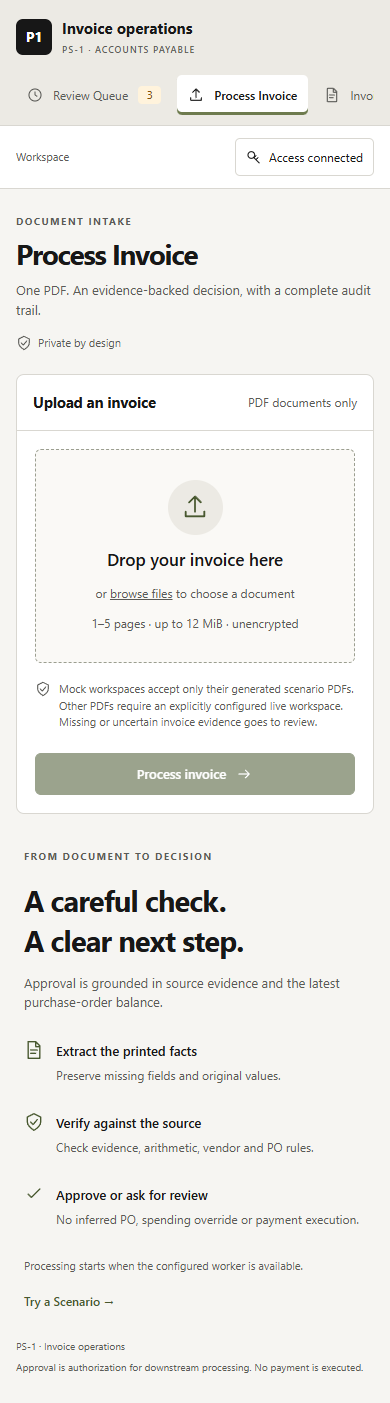 P1
Invoice operations
PS-1 · ACCOUNTS PAYABLE
Review Queue 3
Process Invoice
Invo
Workspace
Access connected
DOCUMENT INTAKE
Process Invoice
One PDF. An evidence-backed decision, with a complete audit
trail.
Private by design
Upload an invoice
PDF documents only
Drop your invoice here
or browse files to choose a document
1–5 pages · up to 12 MiB · unencrypted
Mock workspaces accept only their generated scenario PDFs.
Other PDFs require an explicitly configured live workspace.
Missing or uncertain invoice evidence goes to review.
Process invoice →
FROM DOCUMENT TO DECISION
A careful check.
A clear next step.
Approval is grounded in source evidence and the latest
purchase-order balance.
Extract the printed facts
Preserve missing fields and original values.
Verify against the source
Check evidence, arithmetic, vendor and PO rules.
Approve or ask for review
No inferred PO, spending override or payment execution.
Processing starts when the configured worker is available.
Try a Scenario →
PS-1 · Invoice operations
Approval is authorization for downstream processing. No payment is executed.